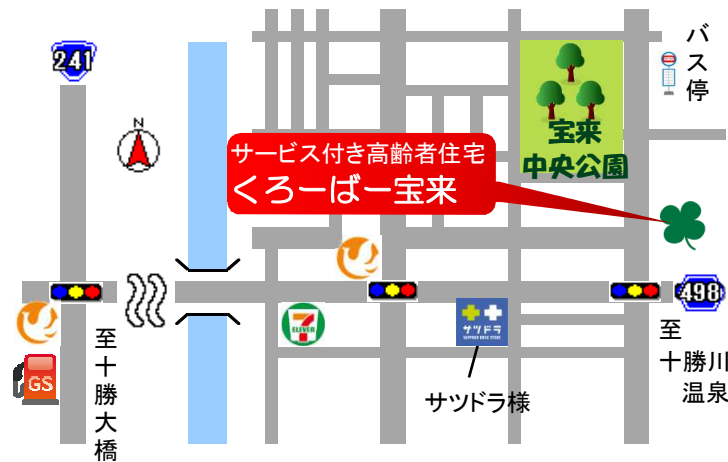 241
バス停
N
宝来
中央公園
サービス付き高齢者住宅
くろーばー宝来
498
7
ELEVEN
サツドラ
SAPPORO DRUG STORE
サツドラ様
GS
至十勝大橋
至
十勝川
温泉